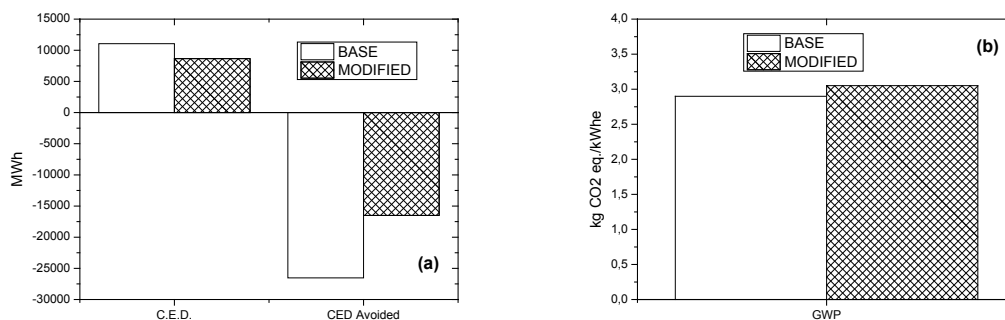 15000
10000
5000
0
-5000
-10000
-15000
-20000
-25000
-30000
MWh
BASE
MODIFIED
(a)
C.E.D.
CED Avoided
4,0
3,5
3,0
2,5
2,0
1,5
1,0
0,5
0,0
kg CO2 eq./kWhe
BASE
MODIFIED
(b)
GWP